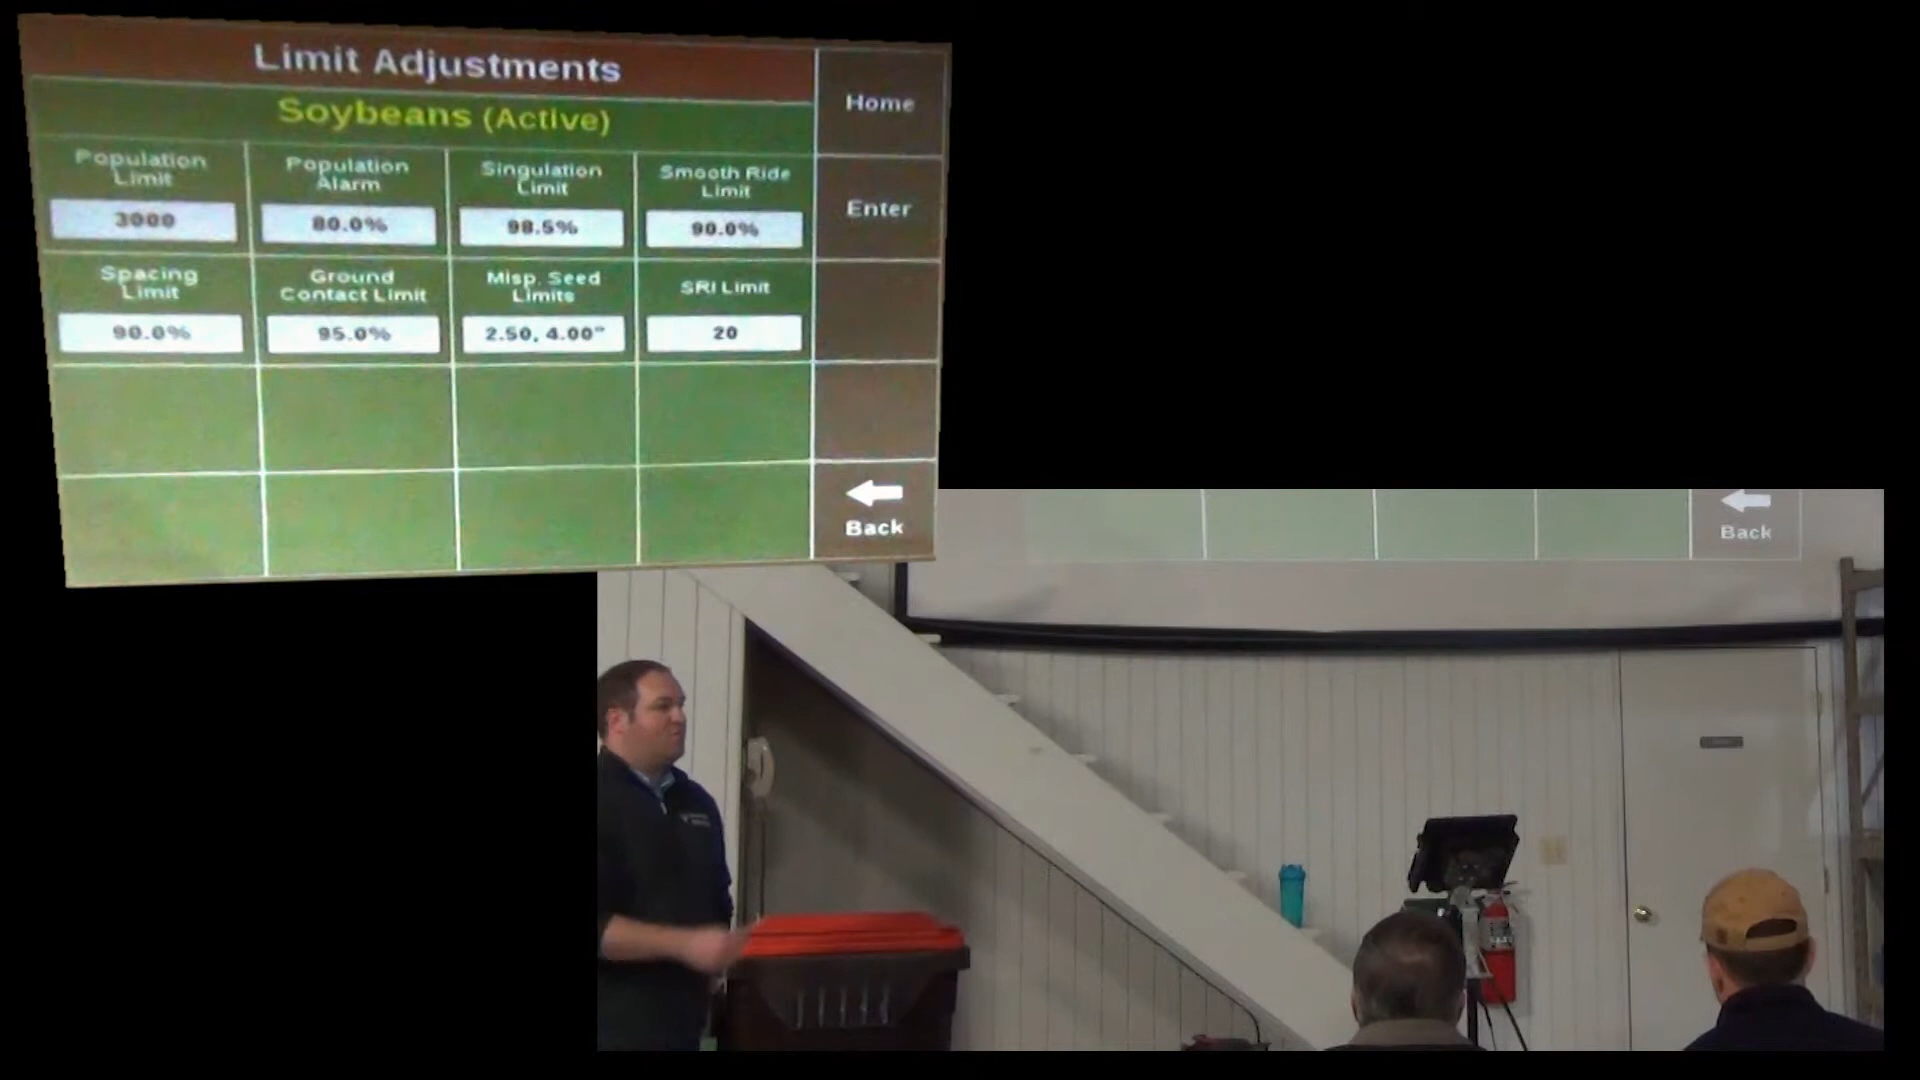 Limit Adjustments
Soybeans (Active)
Home
Population
Limit
3000
Population
Alarm
80.0%
Singulation
Limit
98.5%
Smooth Ride
Limit
90.0%
Enter
Spacing
Limit
90.0%
Ground
Contact Limit
95.0%
Misp. Seed
Limits
2.50, 4.00"
SRI Limit
20
Back
Back